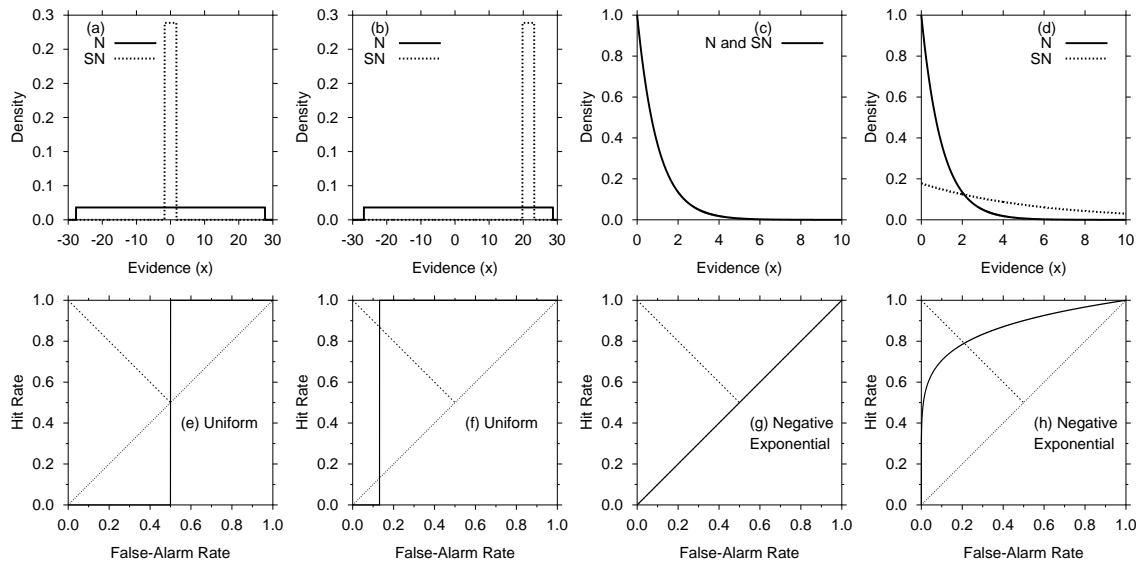 (a)
N
SN
0.3
0.2
0.2
0.1
0.1
0.0
Density
-30 -20 -10 0 10 20 30
Evidence (x)
(b)
N
SN
0.3
0.2
0.2
0.1
0.1
0.0
Density
-30 -20 -10 0 10 20 30
Evidence (x)
(c)
N and SN
1.0
0.8
0.6
0.4
0.2
0.0
Density
0 2 4 6 8 10
Evidence (x)
(d)
N
SN
1.0
0.8
0.6
0.4
0.2
0.0
Density
0 2 4 6 8 10
Evidence (x)
1.0
0.8
0.6
0.4
0.2
0.0
Hit Rate
(e) Uniform
0.0 0.2 0.4 0.6 0.8 1.0
False-Alarm Rate
1.0
0.8
0.6
0.4
0.2
0.0
Hit Rate
(f) Uniform
0.0 0.2 0.4 0.6 0.8 1.0
False-Alarm Rate
1.0
0.8
0.6
0.4
0.2
0.0
Hit Rate
(g) Negative
Exponential
0.0 0.2 0.4 0.6 0.8 1.0
False-Alarm Rate
1.0
0.8
0.6
0.4
0.2
0.0
Hit Rate
(h) Negative
Exponential
0.0 0.2 0.4 0.6 0.8 1.0
False-Alarm Rate